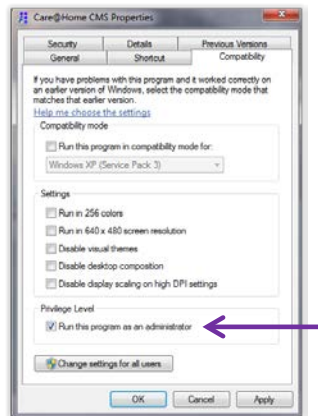 Care@Home CMS Properties
Security Details Previous Versions
General Shortcut Compatibility
If you have problems with this program and it worked correctly on
an earlier version of Windows, select the compatibility mode that
matches that earlier version.
Help me choose the settings
Compatibility mode
Run this program in compatibility mode for:
Windows XP (Service Pack 3)
Settings
Run in 256 colors
Run in 640 x 480 screen resolution
Disable visual themes
Disable desktop composition
Disable display scaling on high DPI settings
Privilege Level
Run this program as an administrator
Change settings for all users
OK Cancel Apply